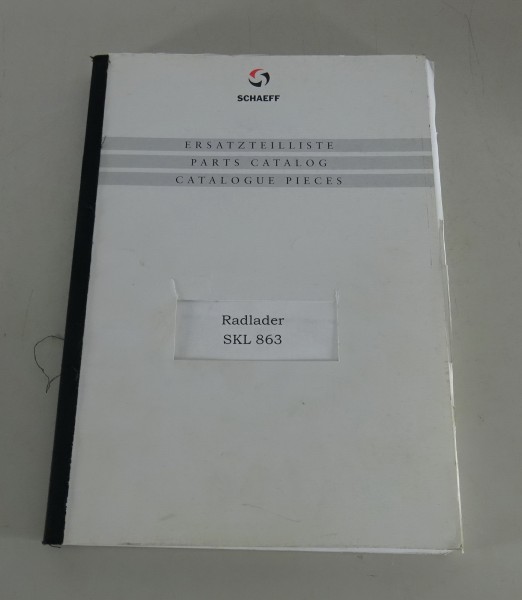 SCHAEFF
ERSATZTEILLISTE
PARTS CATALOG
CATALOGUE PIECES
Radlader
SKL 863